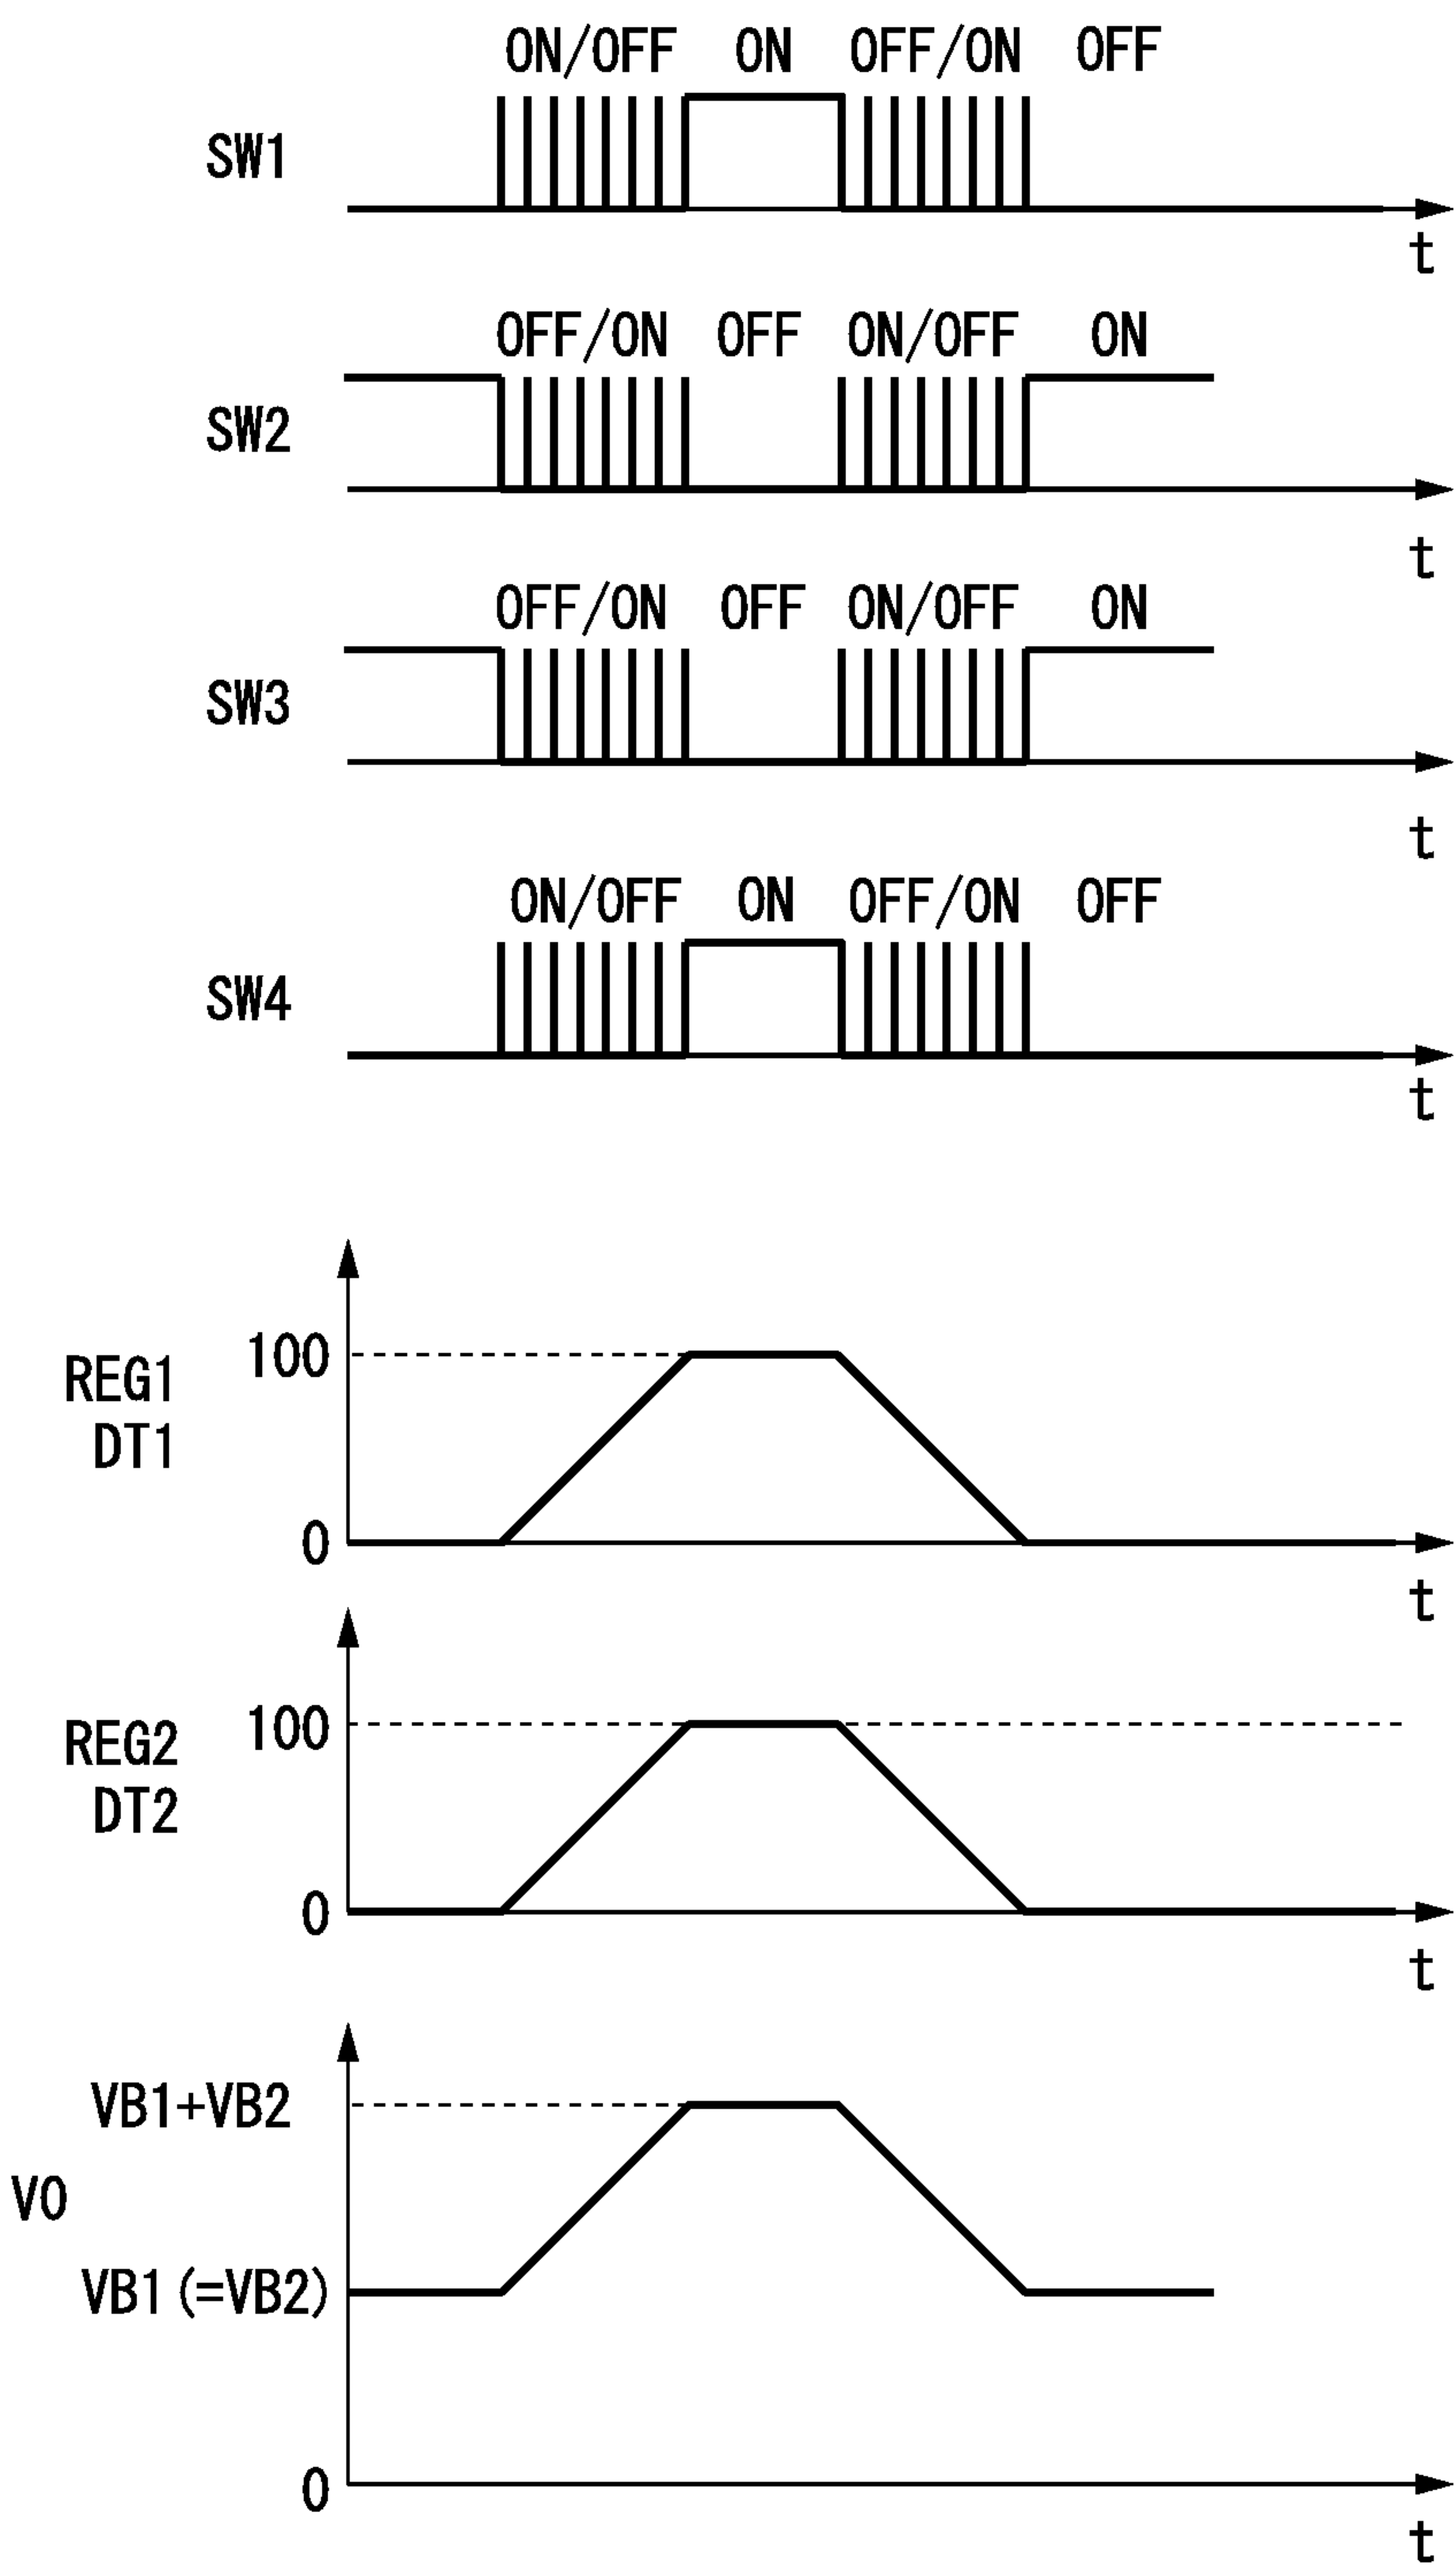 ON/OFF ON OFF/ON OFF
SW1
t
OFF/ON OFF ON/OFF ON
SW2
t
OFF/ON OFF ON/OFF ON
SW3
t
ON/OFF ON OFF/ON OFF
SW4
t
100
REG1
DT1
0
t
100
REG2
DT2
0
t
VB1+VB2
VO
VB1(=VB2)
0
t